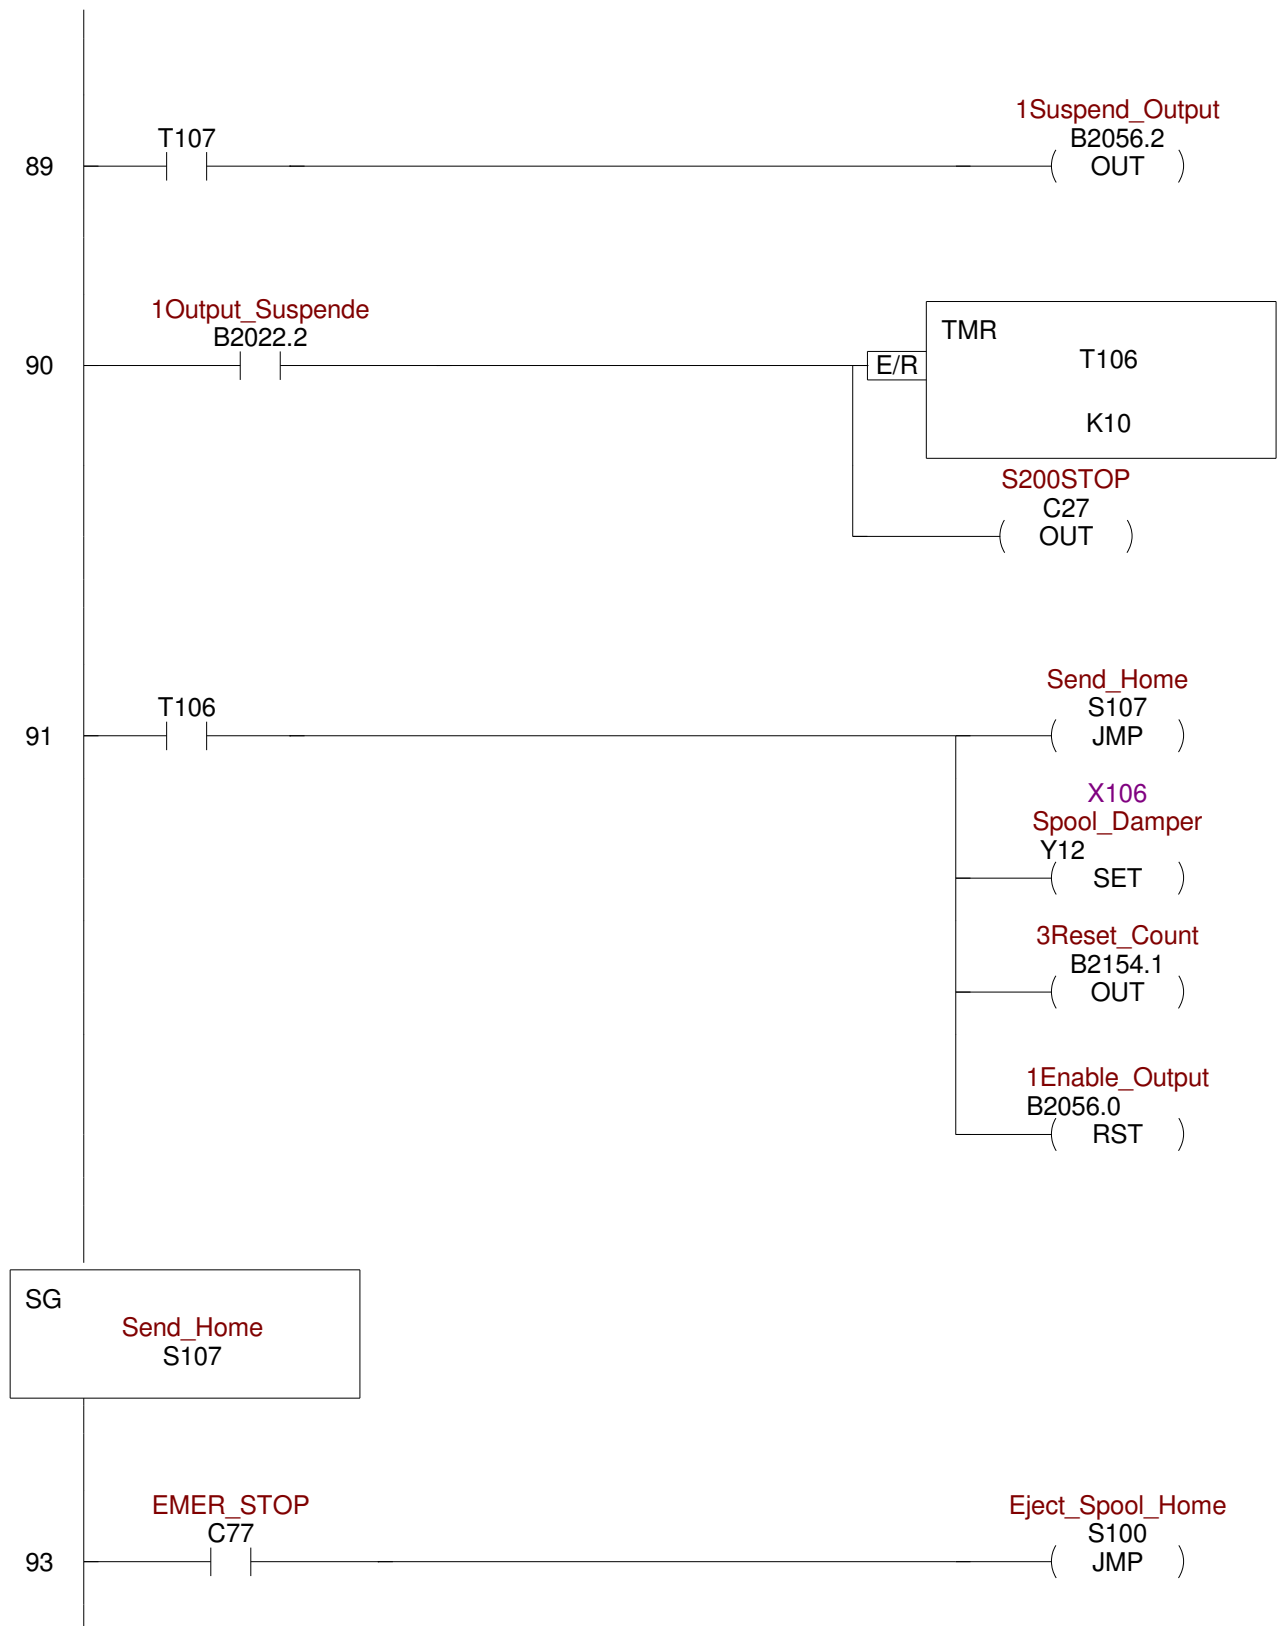 1Suspend_Output
T107
B2056.2
89
OUT
1Output_Suspende
B2022.2
TMR
90
E/R
T106
K10
S200STOP
C27
OUT
Send_Home
T106
S107
91
JMP
X106
Spool_Damper
Y12
SET
3Reset_Count
B2154.1
OUT
1Enable_Output
B2056.0
RST
SG
Send_Home
S107
EMER_STOP
Eject_Spool_Home
C77
S100
93
JMP